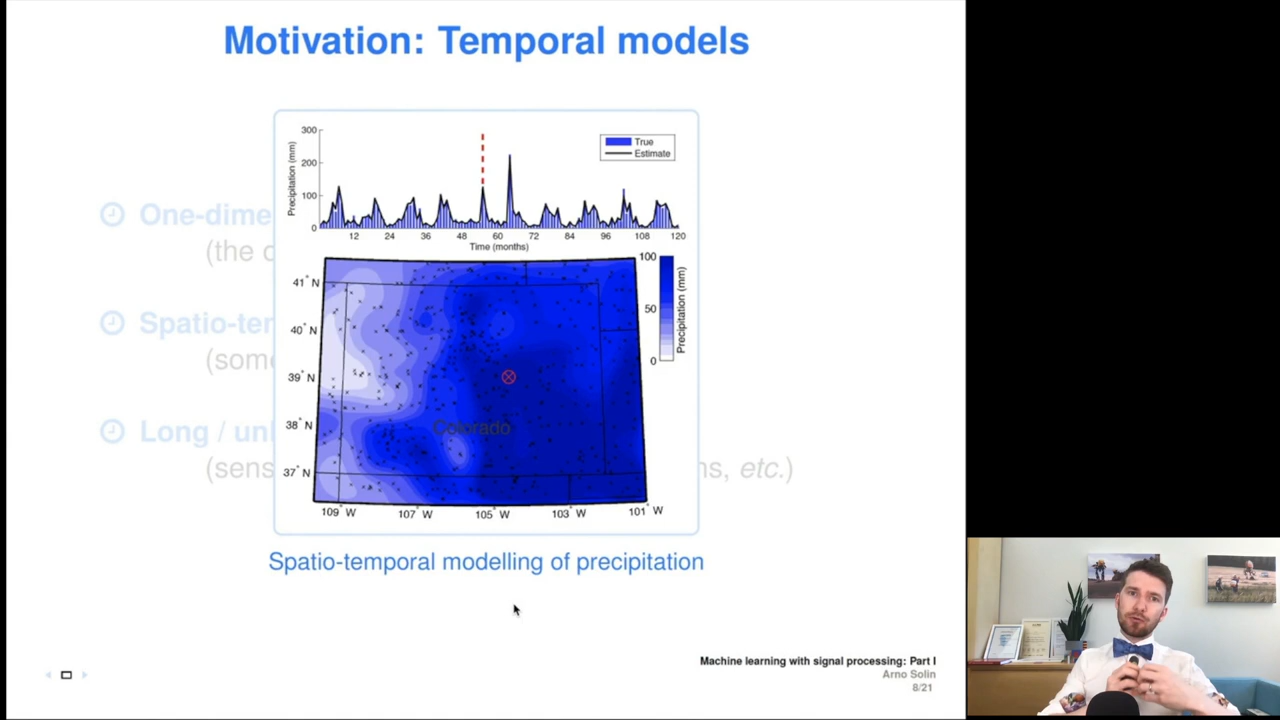 Motivation: Temporal models
Precipitation (mm)
300
200
100
0
True
Estimate
12 24 36 48 60 72 84 96 108 120
Time (months)
One-dime
(the
Spatio-ter
(some
Long / unl
(sens
ns, etc.)
41° N
40° N
39° N
38° N
37° N
Colorado
109° W 107° W 105° W 103° W 101° W
100
50
0
Precipitation (mm)
Spatio-temporal modelling of precipitation
Machine learning with signal processing: Part I
Arno Solin
8/21